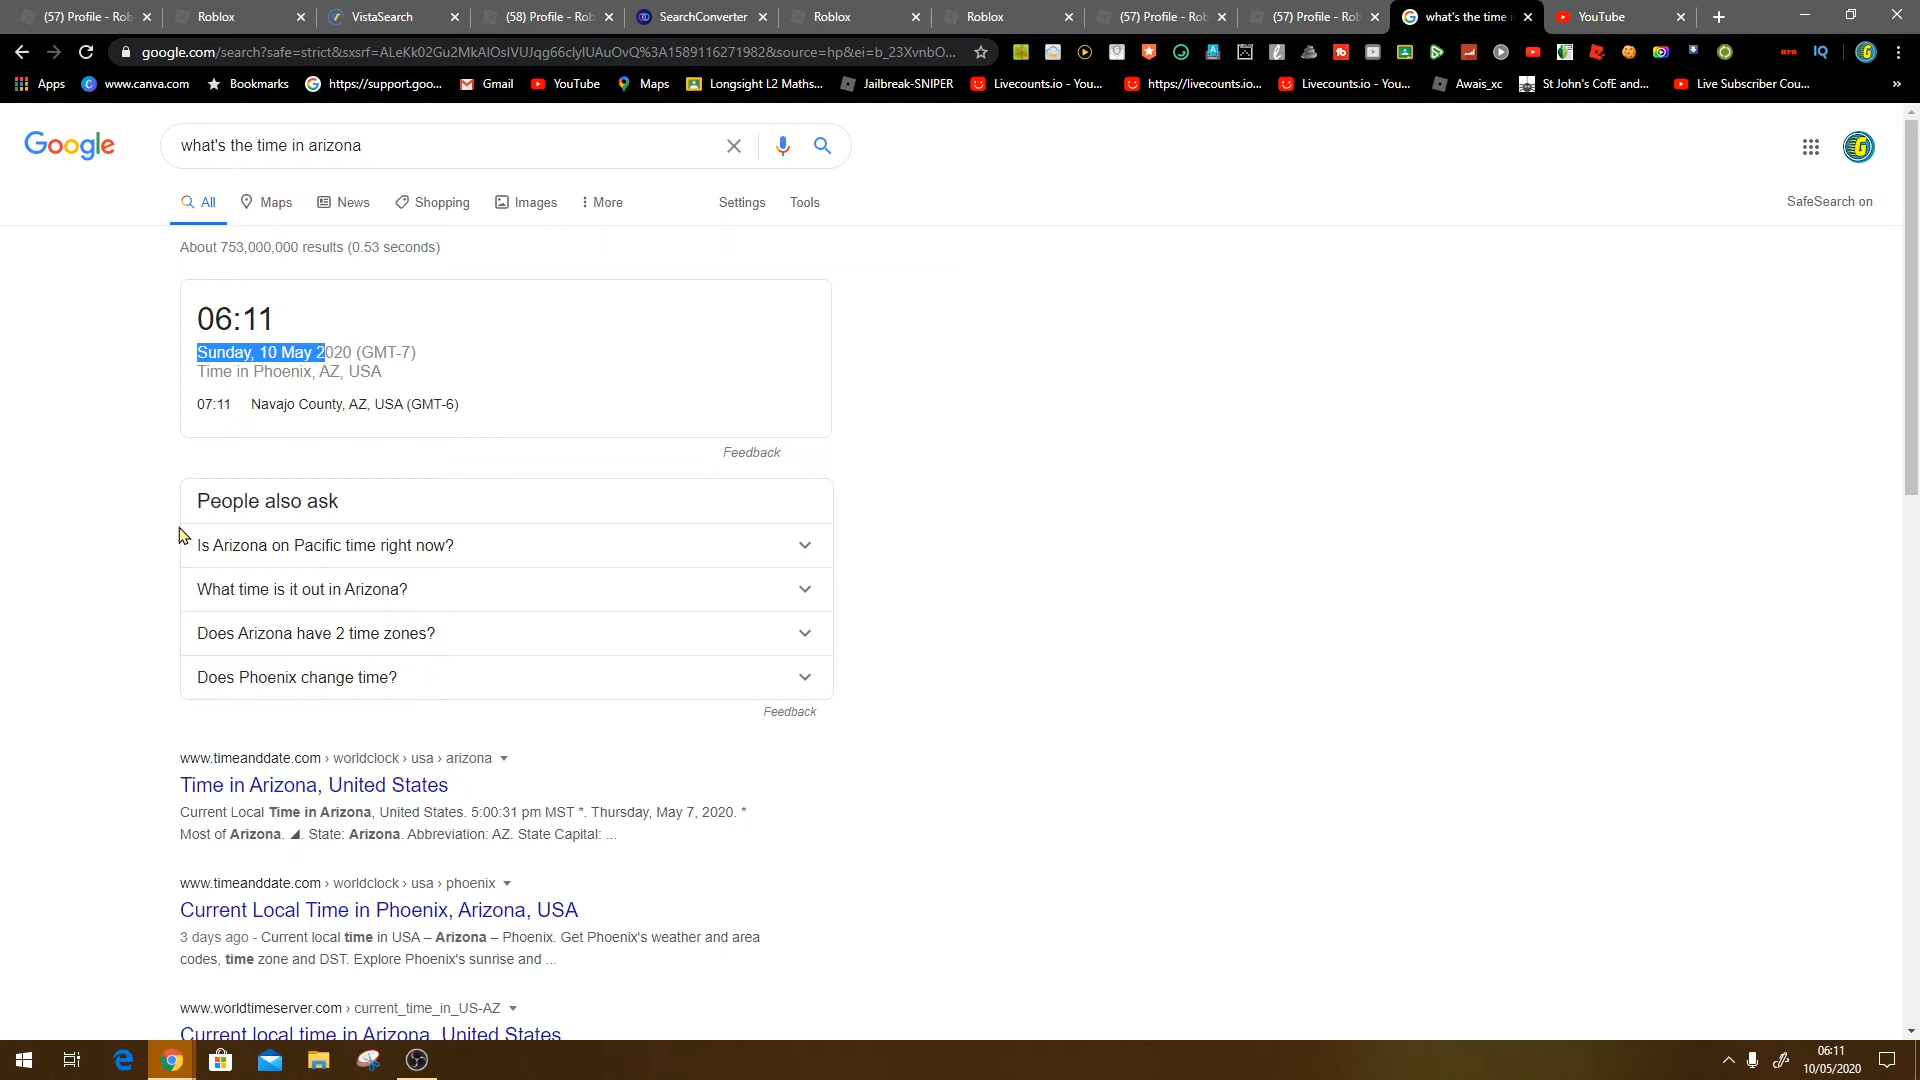 (57) Profile - Rob
Roblox
VistaSearch
(58) Profile - Rob
SearchConverter
Roblox
Roblox
(57) Profile - Rob
(57) Profile - Rob
what's the time i
YouTube
google.com/search?safe=strict&sxsrf=ALeKk02Gu2MkAIOsIVUJqg66clylUAuOvQ%3A1589116271982&source=hp&ei=b_23XvnbO...
IQ
Apps
www.canva.com
Bookmarks
https://support.goo...
Gmail
YouTube
Maps
Longsight L2 Maths...
Jailbreak-SNIPER
Livecounts.io - You...
https://livecounts.io...
Livecounts.io - You...
Awais_xc
St John's CofE and...
Live Subscriber Cou...
»
Google
what's the time in arizona
All
Maps
News
Shopping
Images
More
Settings
Tools
SafeSearch on
About 753,000,000 results (0.53 seconds)
06:11
Sunday, 10 May 2020 (GMT-7)
Time in Phoenix, AZ, USA
07:11 Navajo County, AZ, USA (GMT-6)
Feedback
People also ask
Is Arizona on Pacific time right now?
What time is it out in Arizona?
Does Arizona have 2 time zones?
Does Phoenix change time?
Feedback
www.timeanddate.com › worldclock › usa › arizona
Time in Arizona, United States
Current Local Time in Arizona, United States. 5:00:31 pm MST *. Thursday, May 7, 2020. *
Most of Arizona. ◢. State: Arizona. Abbreviation: AZ. State Capital: ...
www.timeanddate.com › worldclock › usa › phoenix
Current Local Time in Phoenix, Arizona, USA
3 days ago - Current local time in USA – Arizona – Phoenix. Get Phoenix's weather and area
codes, time zone and DST. Explore Phoenix's sunrise and ...
www.worldtimeserver.com › current_time_in_US-AZ
Current local time in Arizona, United States
06:11
10/05/2020